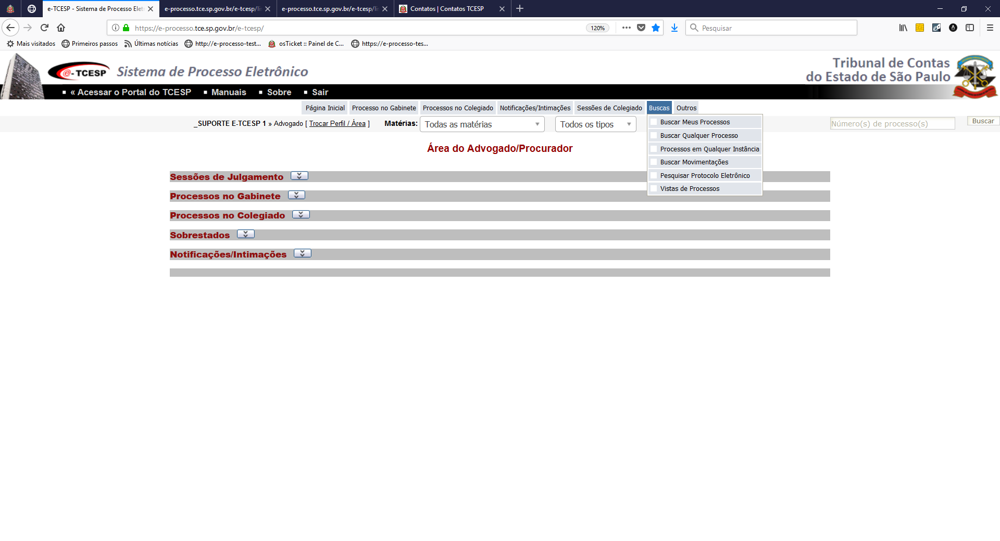 e-TCESP - Sistema de Processo Elet
e-processo.tce.sp.gov.br/e-tcesp/li
e-processo.tce.sp.gov.br/e-tcesp/li
Contatos | Contatos TCESP
https://e-processo.tce.sp.gov.br/e-tcesp/
120%
Pesquisar
Mais visitados
Primeiros passos
Últimas notícias
http://e-processo-test...
osTicket :: Painel de C...
https://e-processo-tes...
e-TCESP
Sistema de Processo Eletrônico
Tribunal de Contas
do Estado de São Paulo
« Acessar o Portal do TCESP
Manuais
Sobre
Sair
Página Inicial
Processo no Gabinete
Processos no Colegiado
Notificações/Intimações
Sessões de Colegiado
Buscas
Outros
_SUPORTE E-TCESP 1 » Advogado [ Trocar Perfil / Área ]
Matérias:
Todas as matérias
Todos os tipos
Número(s) de processo(s)
Buscar
Buscar Meus Processos
Buscar Qualquer Processo
Processos em Qualquer Instância
Buscar Movimentações
Pesquisar Protocolo Eletrônico
Vistas de Processos
Área do Advogado/Procurador
Sessões de Julgamento
Processos no Gabinete
Processos no Colegiado
Sobrestados
Notificações/Intimações